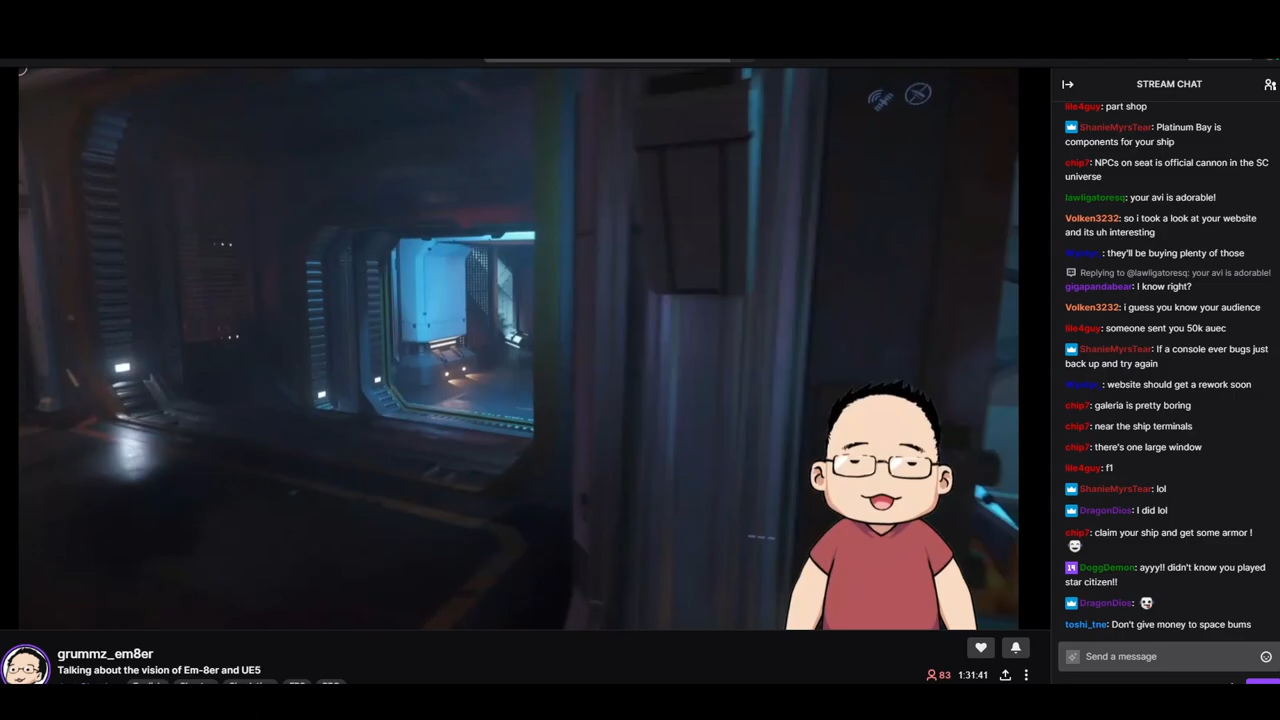 STREAM CHAT
lile4guy: part shop
ShanieMyrsTear: Platinum Bay is
components for your ship
chip7: NPCs on seat is official cannon in the SC
universe
lawligatoresq: your avi is adorable!
Volken3232: so i took a look at your website
and its uh interesting
: they'll be buying plenty of those
Replying to @lawligatoresq: your avi is adorable!
gigapandabear: I know right?
Volken3232: i guess you know your audience
lile4guy: someone sent you 50k auec
ShanieMyrsTear: If a console ever bugs just
back up and try again
: website should get a rework soon
chip7: galeria is pretty boring
chip7: near the ship terminals
chip7: there's one large window
lile4guy: f1
ShanieMyrsTear: lol
DragonDios: I did lol
chip7: claim your ship and get some armor !
DoggDemon: ayyy!! didn't know you played
star citizen!!
DragonDios:
toshi_tne: Don't give money to space bums
Send a message
grummz_em8er
Talking about the vision of Em-8er and UE5
83 1:31:41